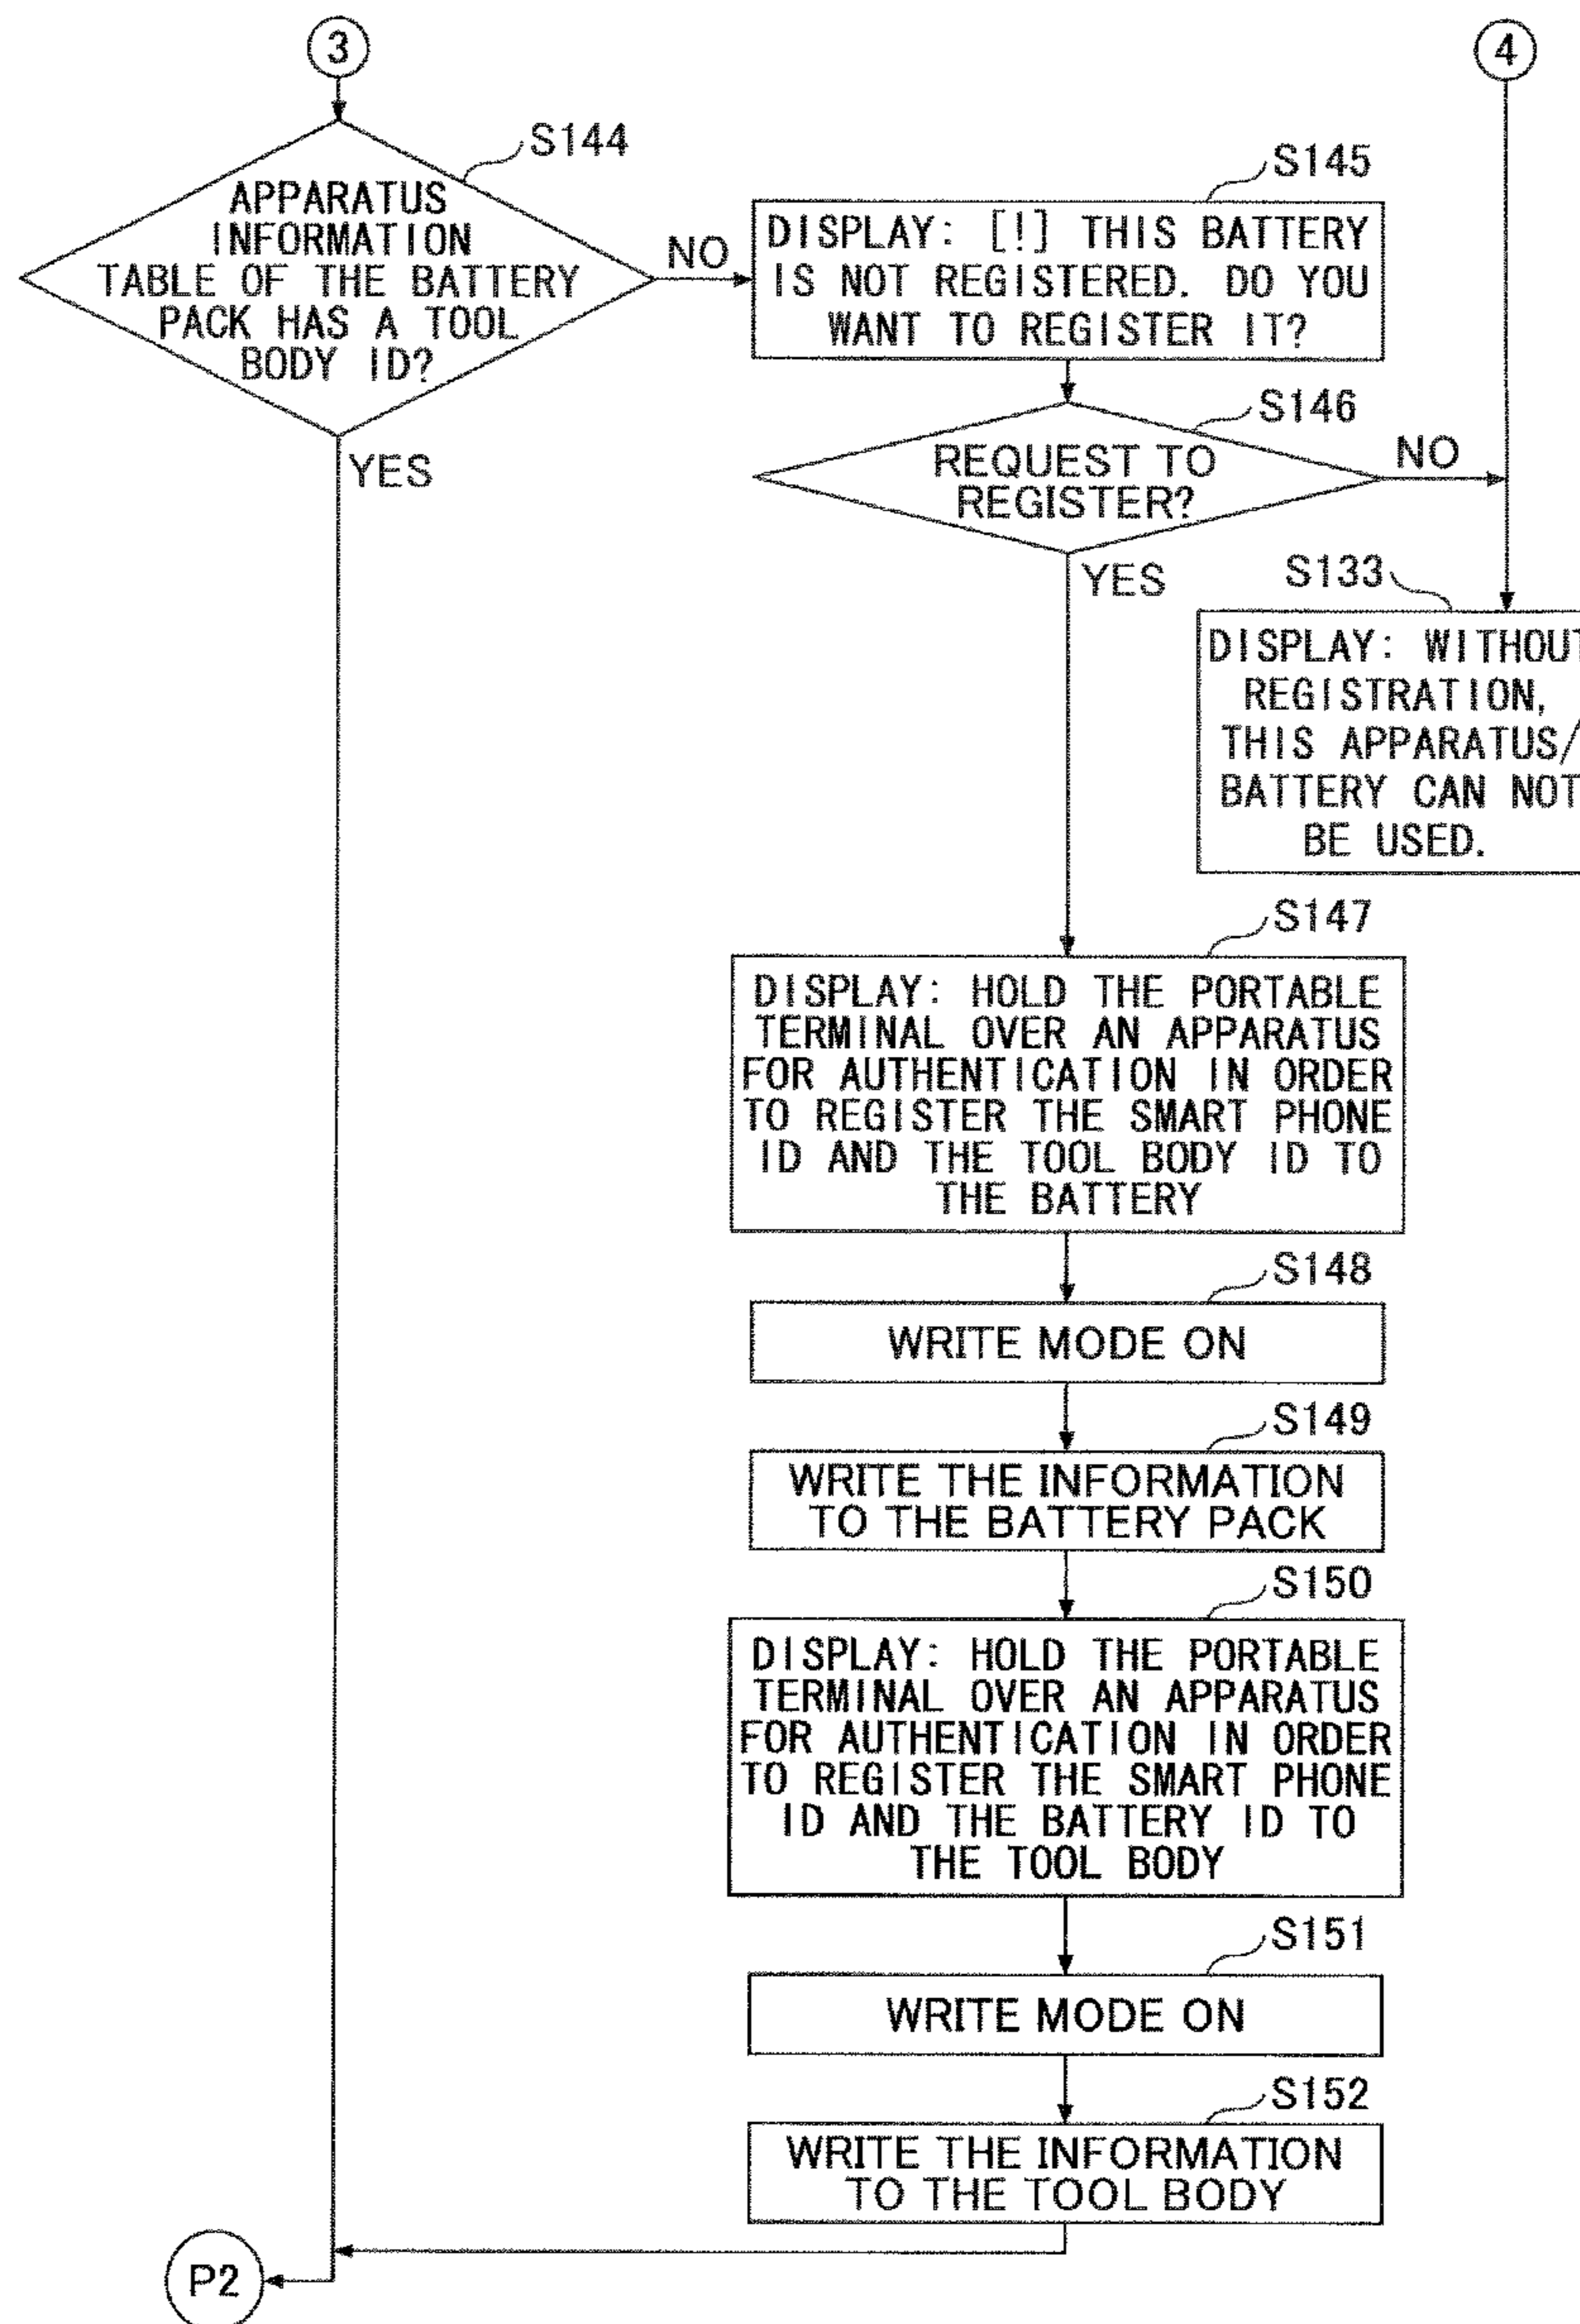 3
4
S144
APPARATUS
INFORMATION
TABLE OF THE BATTERY
PACK HAS A TOOL
BODY ID?
NO
YES
S145
DISPLAY: [!] THIS BATTERY
IS NOT REGISTERED. DO YOU
WANT TO REGISTER IT?
S146
REQUEST TO
REGISTER?
NO
YES
S133
DISPLAY: WITHOUT
REGISTRATION,
THIS APPARATUS/
BATTERY CAN NOT
BE USED.
S147
DISPLAY: HOLD THE PORTABLE
TERMINAL OVER AN APPARATUS
FOR AUTHENTICATION IN ORDER
TO REGISTER THE SMART PHONE
ID AND THE TOOL BODY ID TO
THE BATTERY
S148
WRITE MODE ON
S149
WRITE THE INFORMATION
TO THE BATTERY PACK
S150
DISPLAY: HOLD THE PORTABLE
TERMINAL OVER AN APPARATUS
FOR AUTHENTICATION IN ORDER
TO REGISTER THE SMART PHONE
ID AND THE BATTERY ID TO
THE TOOL BODY
S151
WRITE MODE ON
S152
WRITE THE INFORMATION
TO THE TOOL BODY
P2